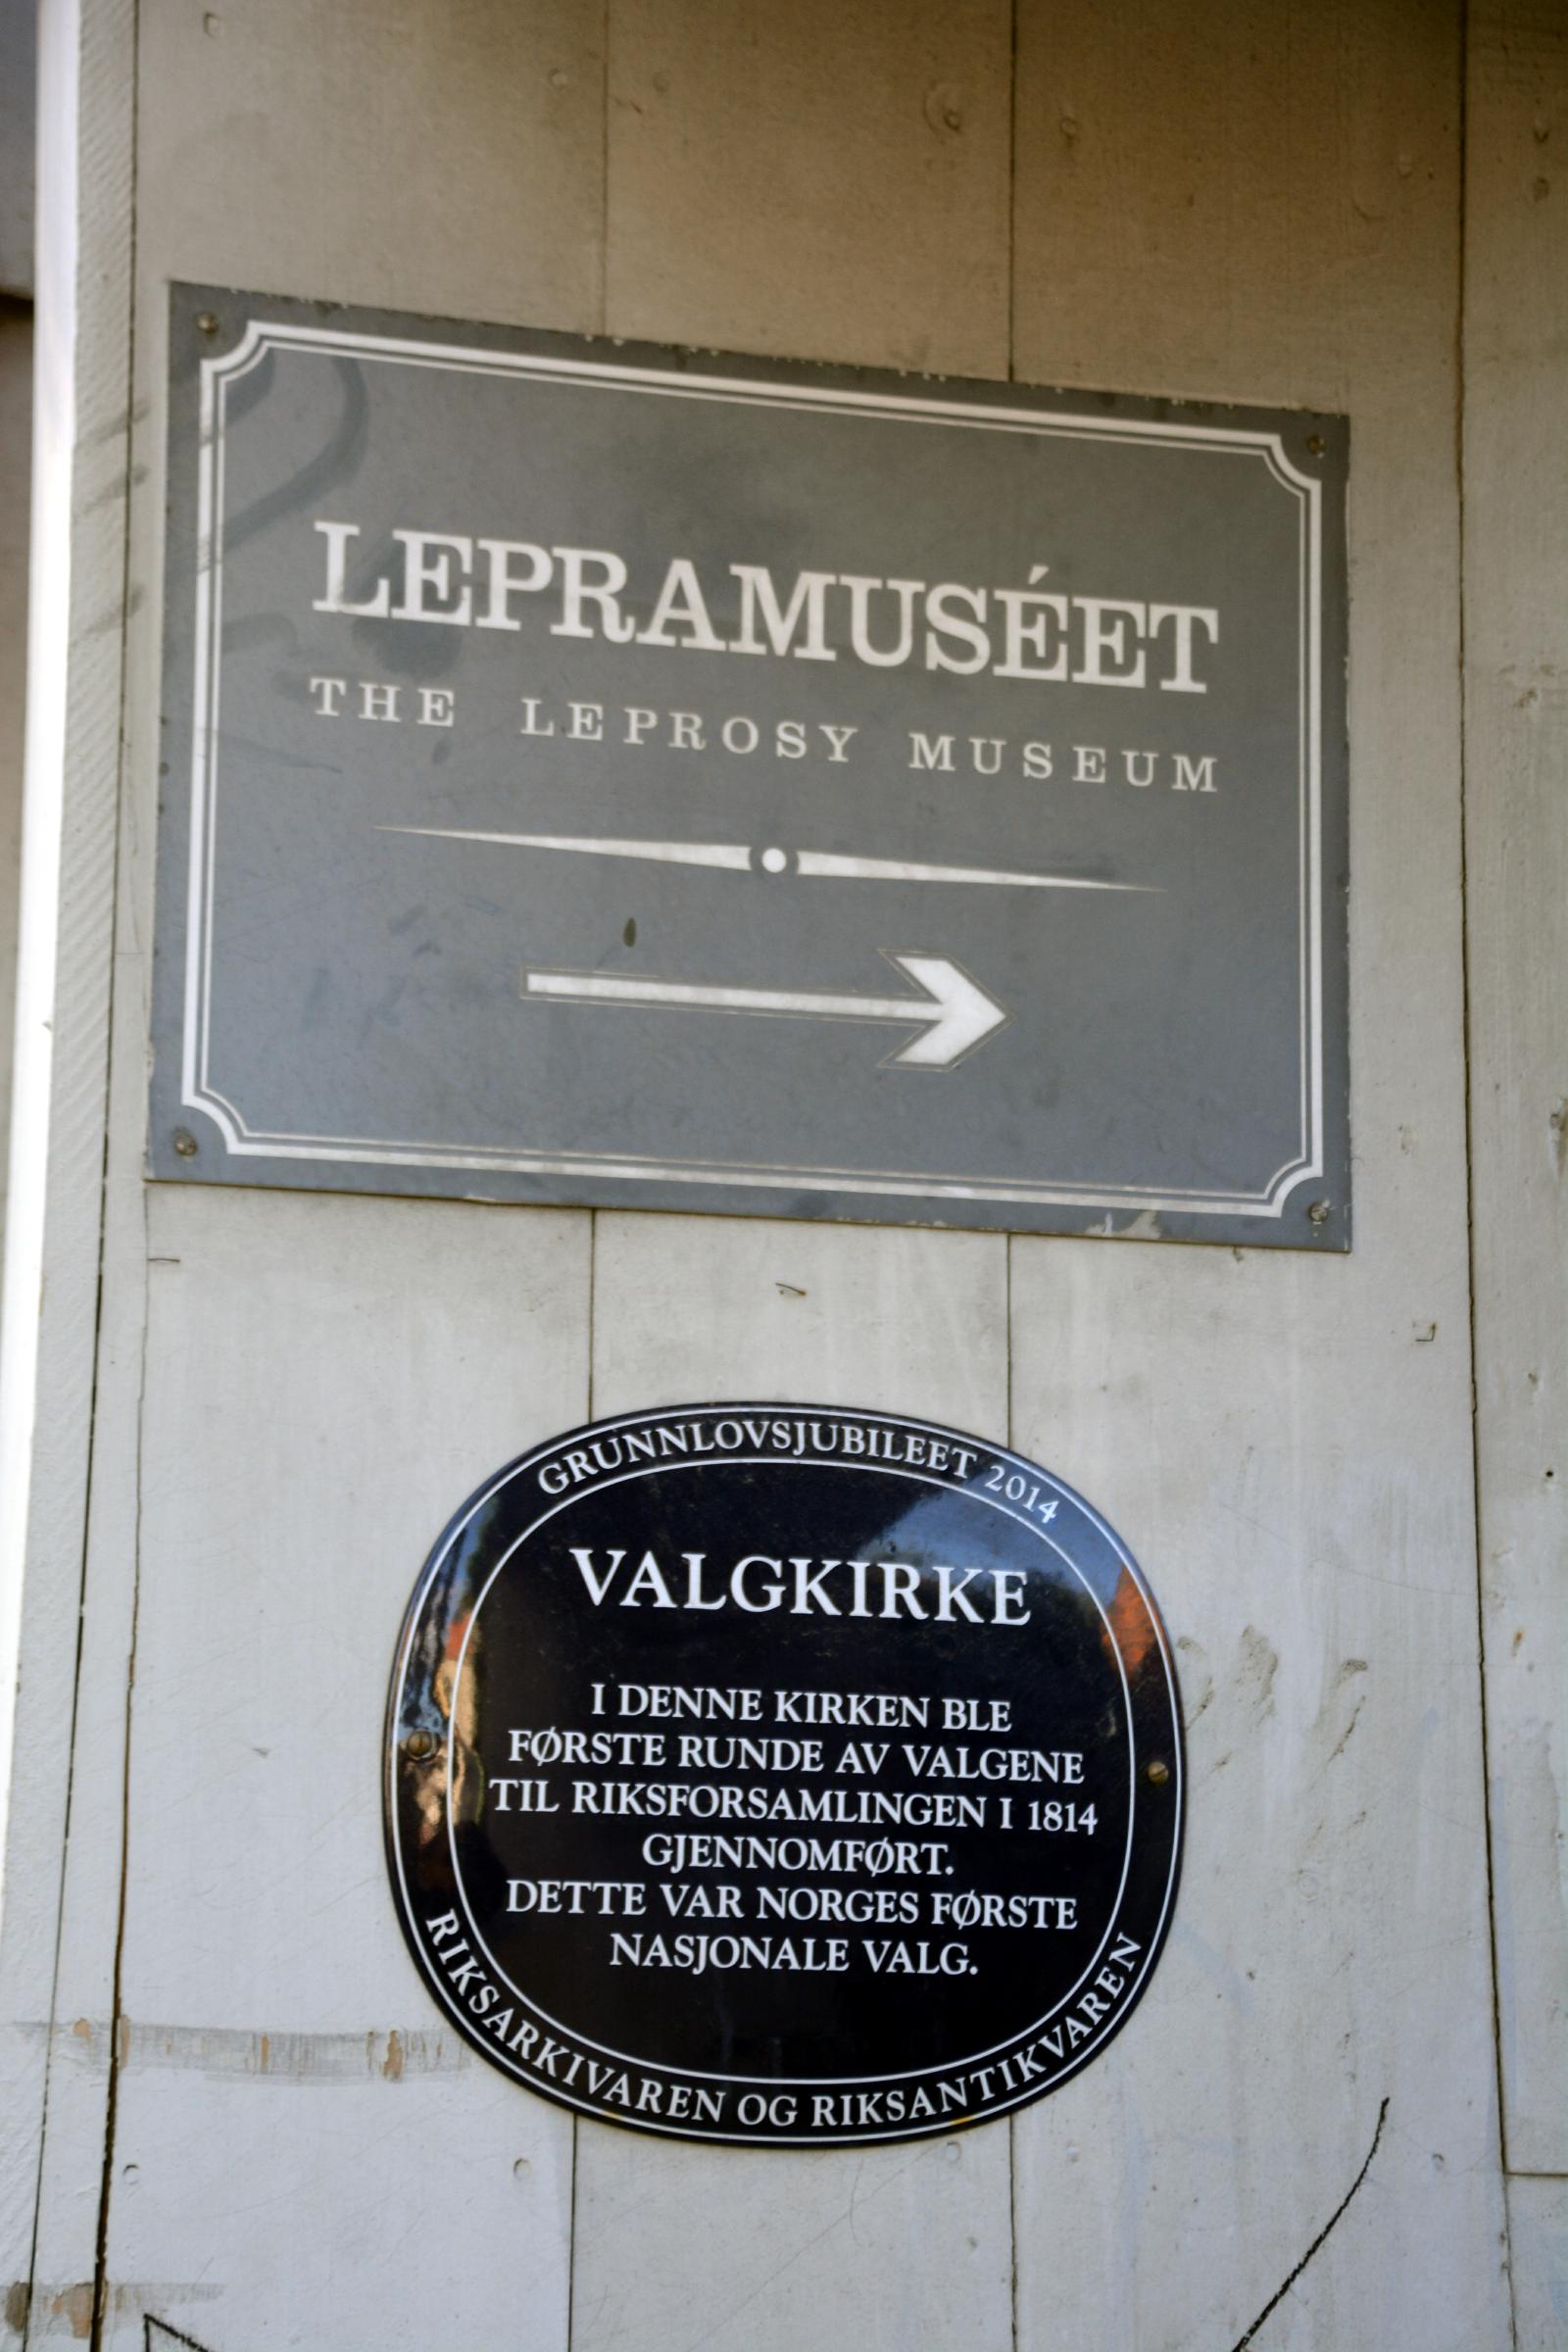 LEPRAMUSÉET
THE LEPROSY MUSEUM
GRUNNLOVSJUBILEET 2014
VALGKIRKE
I DENNE KIRKEN BLE
FØRSTE RUNDE AV VALGENE
TIL RIKSFORSAMLINGEN I 1814
GJENNOMFØRT.
DETTE VAR NORGES FØRSTE
NASJONALE VALG.
RIKSARKIVAREN OG RIKSANTIKVAREN